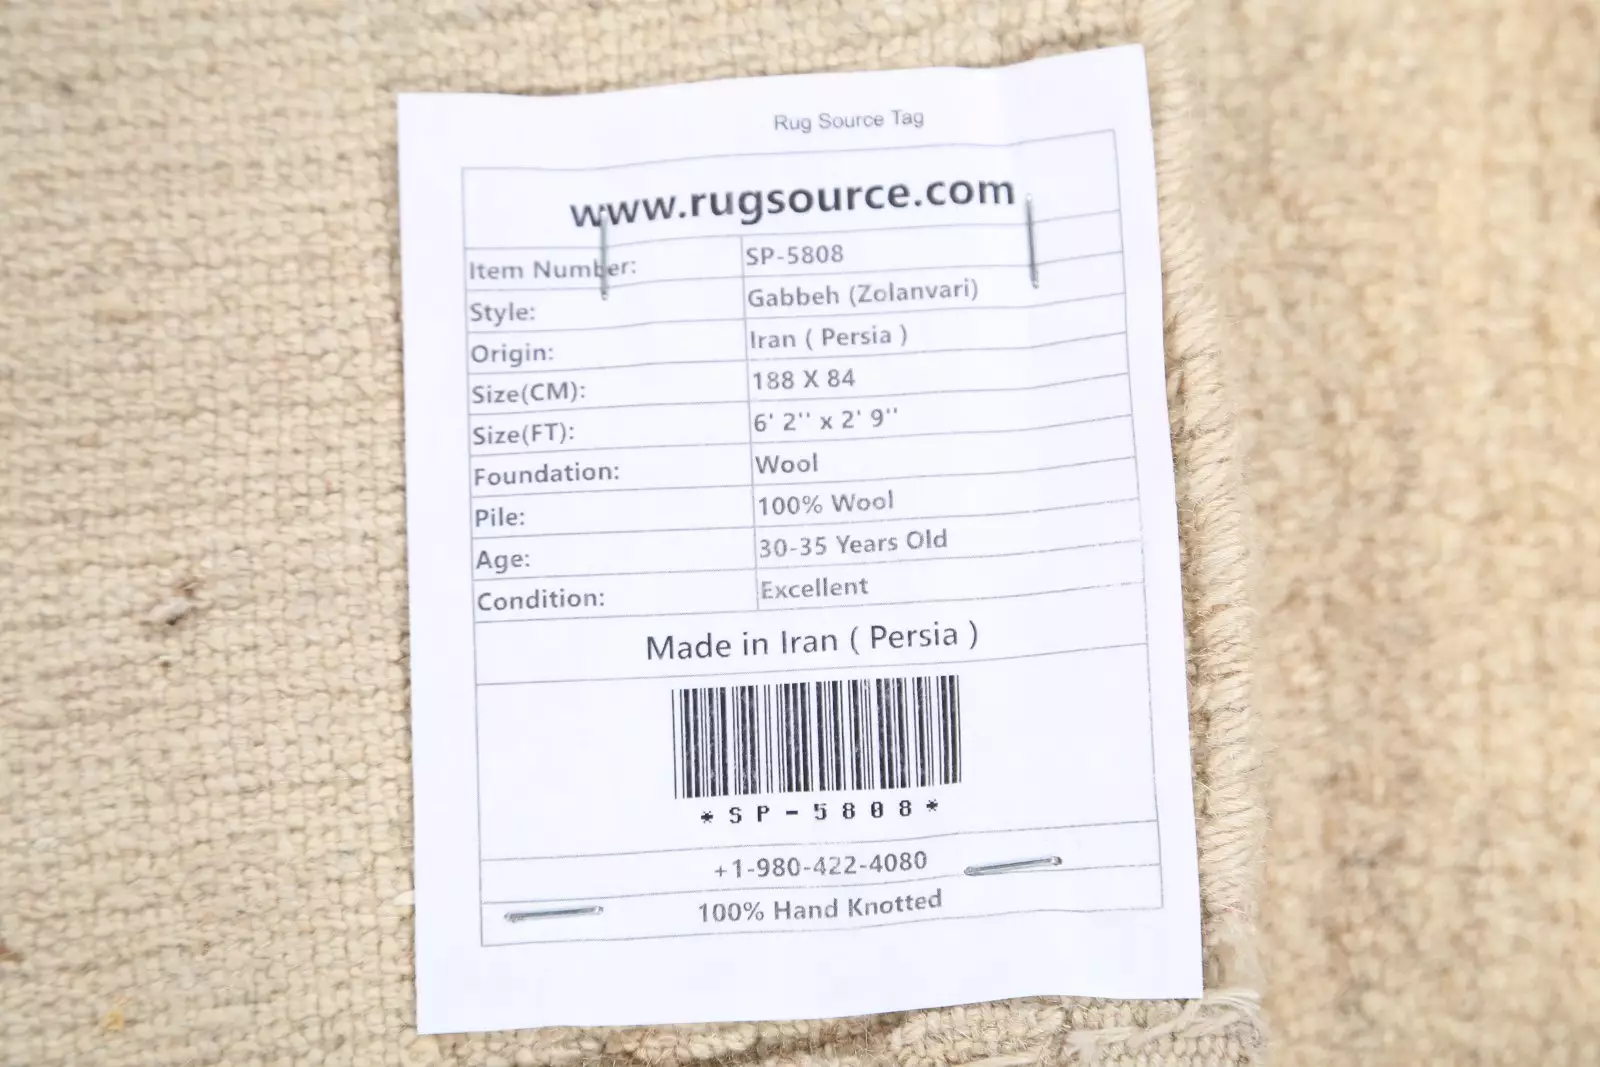 Rug Source Tag
www.rugsource.com
Item Number: SP-5808
Style: Gabbeh (Zolanvari)
Origin: Iran ( Persia )
Size(CM): 188 X 84
Size(FT): 6' 2'' x 2' 9''
Foundation: Wool
Pile: 100% Wool
Age: 30-35 Years Old
Condition: Excellent
Made in Iran ( Persia )
*SP-5808*
+1-980-422-4080
100% Hand Knotted